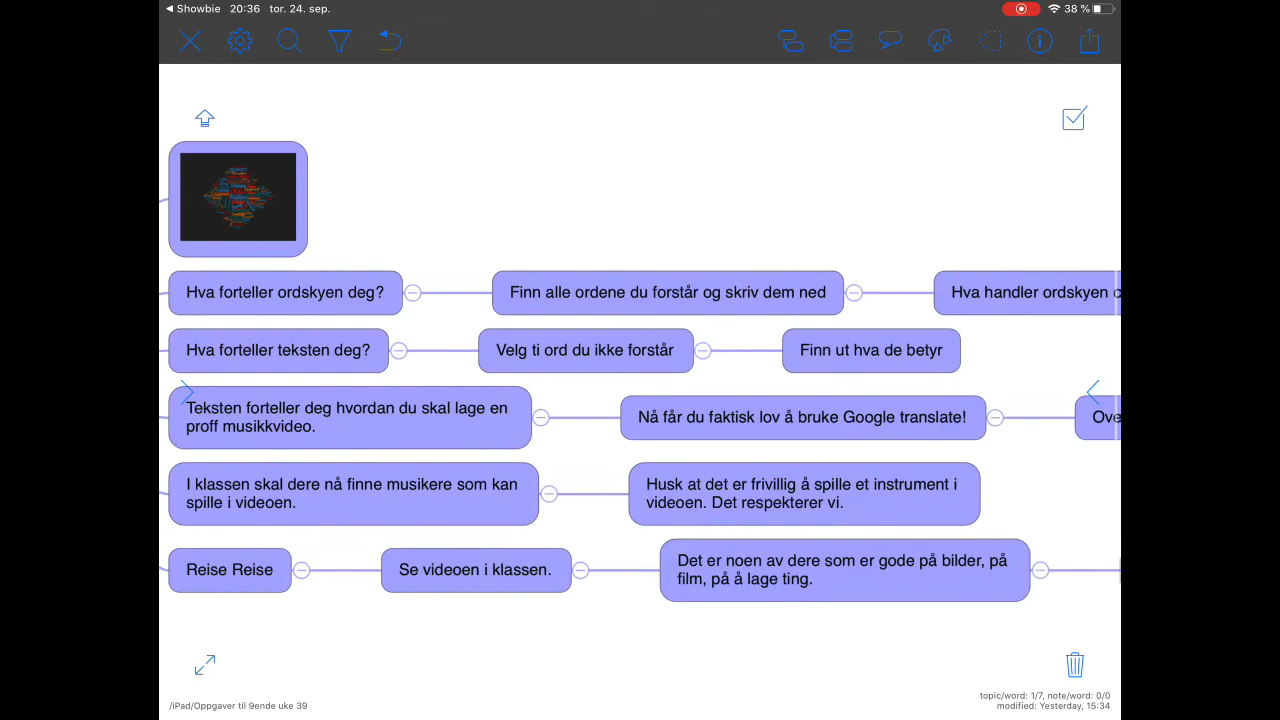 Showbie 20:36 tor. 24. sep. 38 %
Hva forteller ordskyen deg?
Finn alle ordene du forstår og skriv dem ned
Hva handler ordskyen
Hva forteller teksten deg?
Velg ti ord du ikke forstår
Finn ut hva de betyr
Teksten forteller deg hvordan du skal lage en
proff musikkvideo.
Nå får du faktisk lov å bruke Google translate!
Ove
I klassen skal dere nå finne musikere som kan
spille i videoen.
Husk at det er frivillig å spille et instrument i
videoen. Det respekterer vi.
Reise Reise
Se videoen i klassen.
Det er noen av dere som er gode på bilder, på
film, på å lage ting.
/iPad/Oppgaver til 9ende uke 39
topic/word: 1/7, note/word: 0/0
modified: Yesterday, 15:34